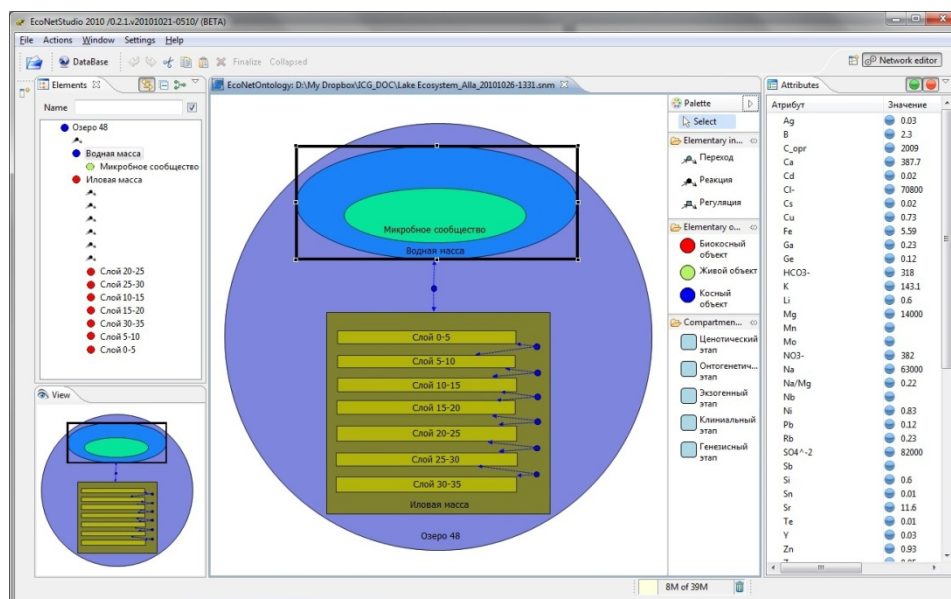 EcoNetStudio 2010 /0.2.1.v20101021-0510/ (BETA)
File Actions Window Settings Help
DataBase Finalize Collapsed
Network editor
Elements
Name
Озеро 48
Водная масса
Микробное сообщество
Иловая масса
Слой 20-25
Слой 25-30
Слой 10-15
Слой 15-20
Слой 30-35
Слой 5-10
Слой 0-5
View
EcoNetOntology: D:\My Dropbox\ICG_DOC\Lake Ecosystem_Alla_20101026-1331.snm
Микробное сообщество
Водная масса
Слой 0-5
Слой 5-10
Слой 10-15
Слой 15-20
Слой 20-25
Слой 25-30
Слой 30-35
Иловая масса
Озеро 48
Palette
Select
Elementary in...
Переход
Реакция
Регуляция
Elementary o...
Биокосный
объект
Живой объект
Косный
объект
Compartmen...
Ценотический
этап
Онтогенетич...
этап
Экзогенный
этап
Клиниальный
этап
Генезисный
этап
Attributes
Атрибут Значение
Ag 0.03
B 2.3
C_opr 2009
Ca 387.7
Cd 0.02
Cl- 70800
Cs 0.02
Cu 0.73
Fe 5.59
Ga 0.23
Ge 0.12
HCO3- 318
K 143.1
Li 0.6
Mg 14000
Mn
Mo
NO3- 382
Na 63000
Na/Mg 0.22
Nb
Ni 0.83
Pb 0.12
Rb 0.23
SO4^-2 82000
Sb
Si 0.6
Sn 0.01
Sr 11.6
Te 0.01
Y 0.03
Zn 0.93
8M of 39M